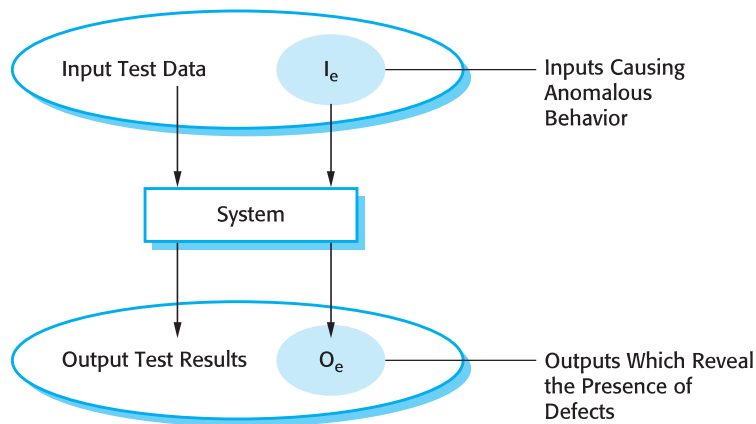 Input Test Data
Ie
Inputs Causing
Anomalous
Behavior
System
Output Test Results
Oe
Outputs Which Reveal
the Presence of
Defects